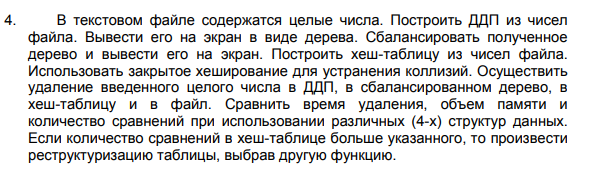 4. В текстовом файле содержатся целые числа. Построить ДДП из чисел
файла. Вывести его на экран в виде дерева. Сбалансировать полученное
дерево и вывести его на экран. Построить хеш-таблицу из чисел файла.
Использовать закрытое хеширование для устранения коллизий. Осуществить
удаление введенного целого числа в ДДП, в сбалансированном дерево, в
хеш-таблицу и в файл. Сравнить время удаления, объем памяти и
количество сравнений при использовании различных (4-х) структур данных.
Если количество сравнений в хеш-таблице больше указанного, то произвести
реструктуризацию таблицы, выбрав другую функцию.